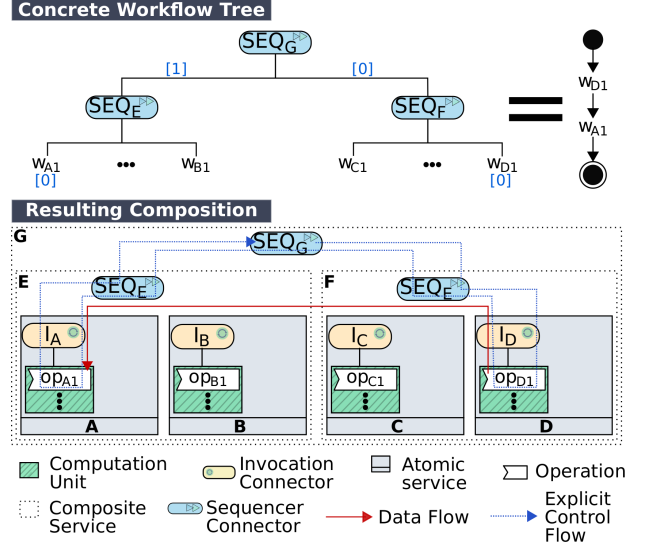 Concrete Workflow Tree
SEQG
[1] [0]
SEQE SEQF
wD1
wA1 ••• wB1 wC1 ••• wD1 wA1
[0] [0]
Resulting Composition
G
SEQG
E SEQE F SEQE
IA IB IC ID
opA1 opB1 opC1 opD1
A B C D
Computation Unit
Invocation Connector
Atomic service
Operation
Composite Service
Sequencer Connector
Data Flow
Explicit Control Flow